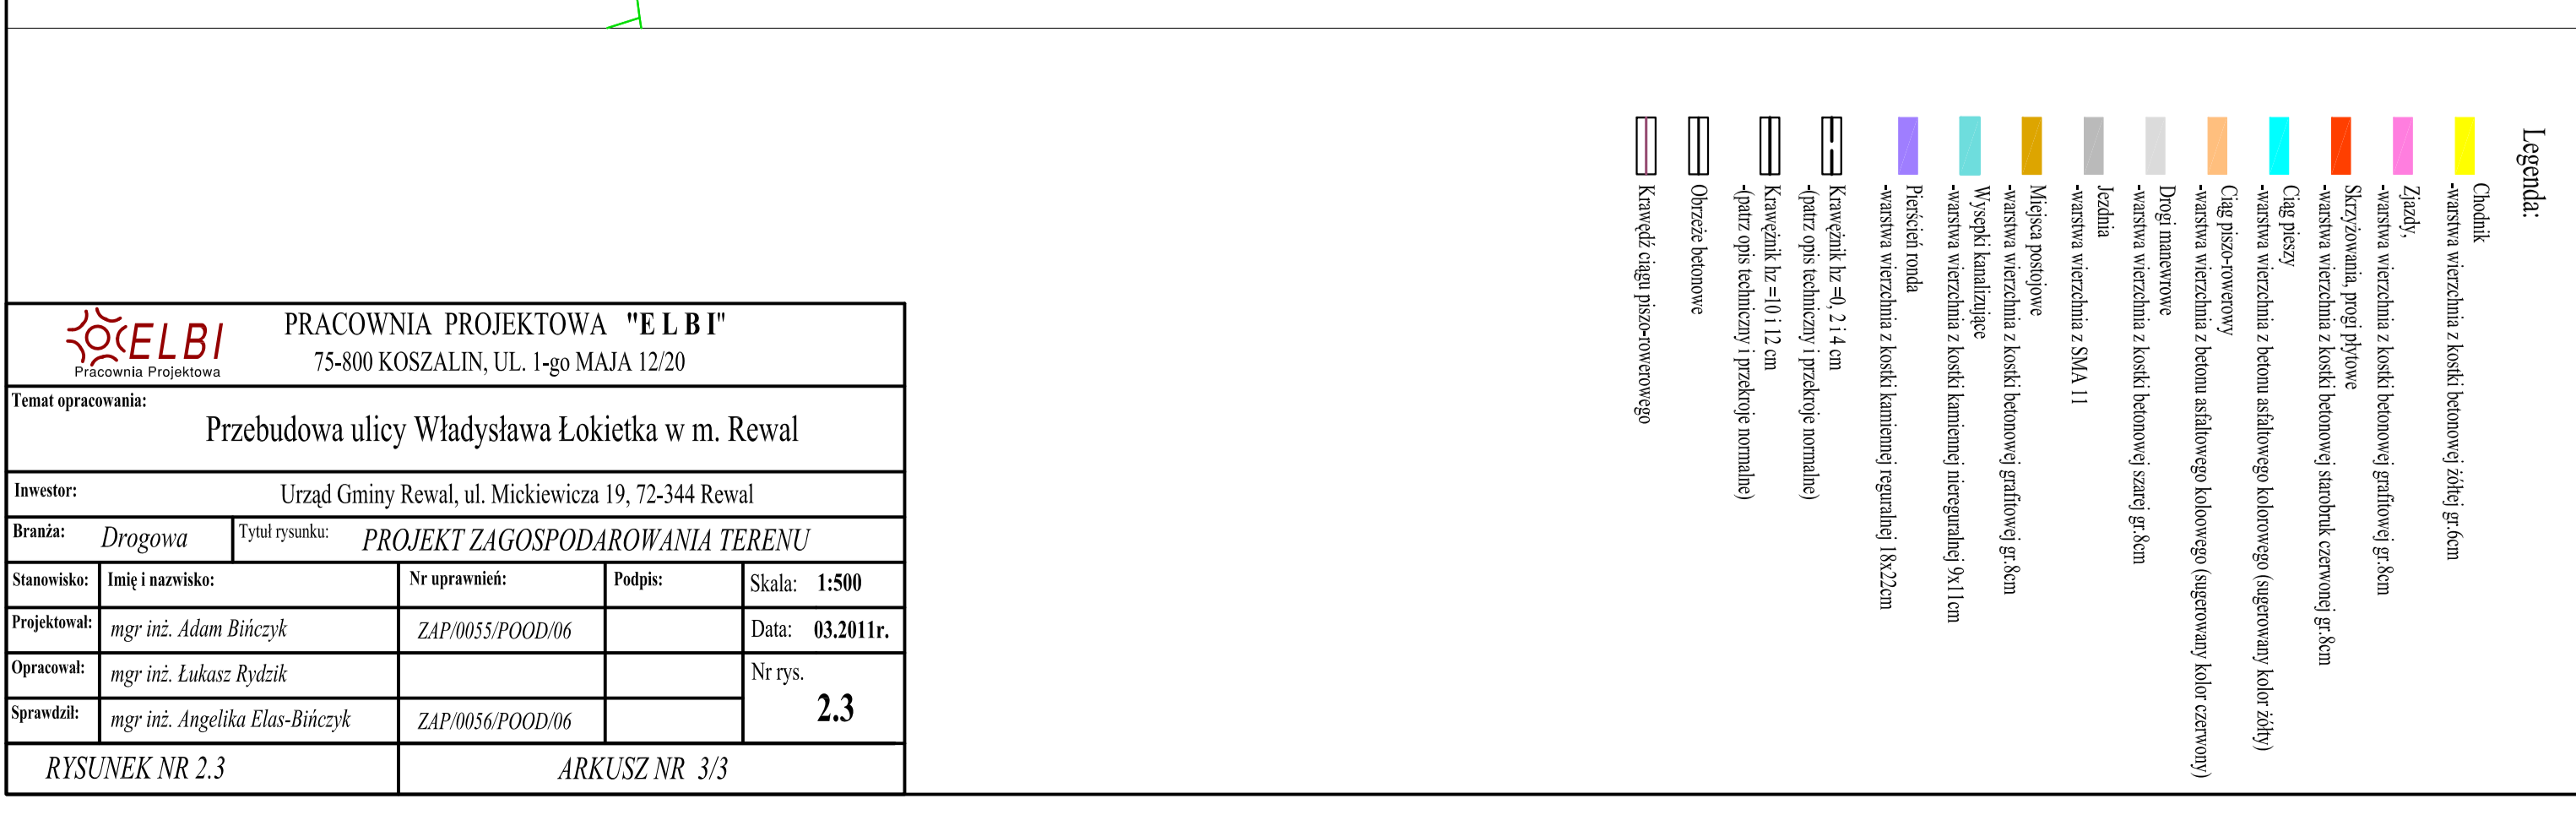 ELBI
Pracownia Projektowa
PRACOWNIA PROJEKTOWA "E L B I"
75-800 KOSZALIN, UL. 1-go MAJA 12/20
Temat opracowania:
Przebudowa ulicy Władysława Łokietka w m. Rewal
Inwestor:
Urząd Gminy Rewal, ul. Mickiewicza 19, 72-344 Rewal
Branża: Drogowa Tytuł rysunku: PROJEKT ZAGOSPODAROWANIA TERENU
Stanowisko: Imię i nazwisko: Nr uprawnień: Podpis: Skala: 1:500
Projektował: mgr inż. Adam Bińczyk ZAP/0055/POOD/06 Data: 03.2011r.
Opracował: mgr inż. Łukasz Rydzik Nr rys.
2.3
Sprawdził: mgr inż. Angelika Elas-Bińczyk ZAP/0056/POOD/06
RYSUNEK NR 2.3 ARKUSZ NR 3/3
Legenda:
Chodnik
-warstwa wierzchnia z kostki betonowej żółtej gr.6cm
Zjazdy,
-warstwa wierzchnia z kostki betonowej grafitowej gr.8cm
Skrzyżowania, progi płytowe
-warstwa wierzchnia z kostki betonowej starobruk czerwonej gr.8cm
Ciąg pieszy
-warstwa wierzchnia z betonu asfaltowego kolorowego (sugerowany kolor żółty)
Ciąg piszo-rowerowy
-warstwa wierzchnia z betonu asfaltowego koloowego (sugerowany kolor czerwony)
Drogi manewrowe
-warstwa wierzchnia z kostki betonowej szarej gr.8cm
Jezdnia
-warstwa wierzchnia z SMA 11
Miejsca postojowe
-warstwa wierzchnia z kostki betonowej grafitowej gr.8cm
Wysepki kanalizujące
-warstwa wierzchnia z kostki kamiennej niereguralnej 9x11cm
Pierścień ronda
-warstwa wierzchnia z kostki kamiennej reguralnej 18x22cm
Krawężnik hz =0, 2 i 4 cm
-(patrz opis techniczny i przekroje normalne)
Krawężnik hz =10 i 12 cm
-(patrz opis techniczny i przekroje normalne)
Obrzeże betonowe
Krawędź ciągu piszo-rowerowego